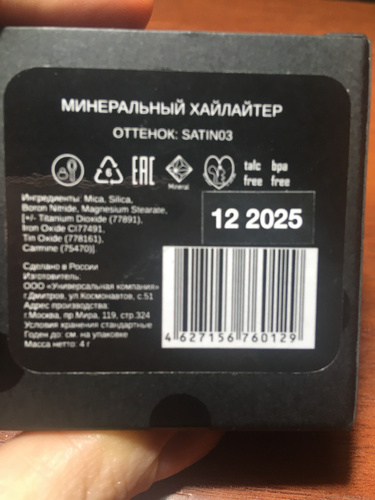 МИНЕРАЛЬНЫЙ ХАЙЛАЙТЕР
ОТТЕНОК: SATIN03
6
EAC
Mineral
talc free
bpa free
Ингредиенты: Mica, Silica,
Boron Nitride, Magnesium Stearate,
[+/- Titanium Dioxide (77891),
Iron Oxide CI77491,
Tin Oxide (778161),
Carmine (75470)].
12 2025
Сделано в России
Изготовитель:
ООО «Универсальная компания»
г.Дмитров, ул.Космонавтов, с.51
Адрес производства:
г.Москва, пр.Мира, 119, стр.324
Условия хранения стандартные
Годен до: см. на упаковке
Масса нетто: 4 г
4 627156 760129